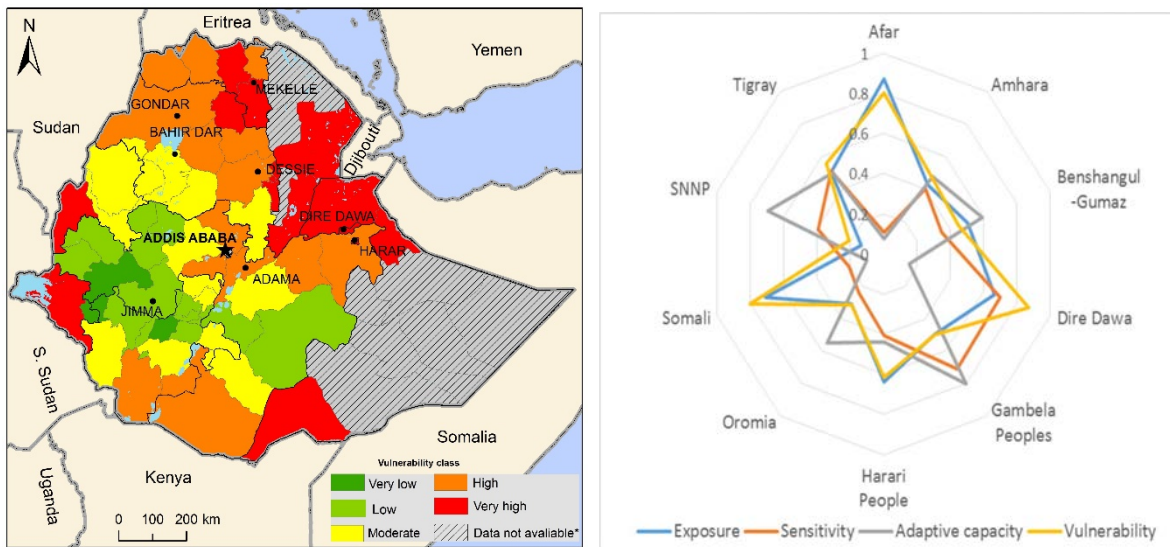 Eritrea
N
Yemen
MEKELLE
GONDAR
Sudan
BAHIR DAR
Djibouti
DESSIE
DIRE DAWA
ADDIS ABABA
HARAR
ADAMA
JIMMA
S. Sudan
Somalia
Kenya
Uganda
Vulnerability class
Very low
High
Low
Very high
Moderate
Data not avaliable*
0 100 200 km
Afar
1
Tigray
Amhara
0.8
0.6
0.4
SNNP
Benshangul
-Gumaz
0.2
0
Somali
Dire Dawa
Oromia
Gambela
Peoples
Harari
People
Exposure
Sensitivity
Adaptive capacity
Vulnerability